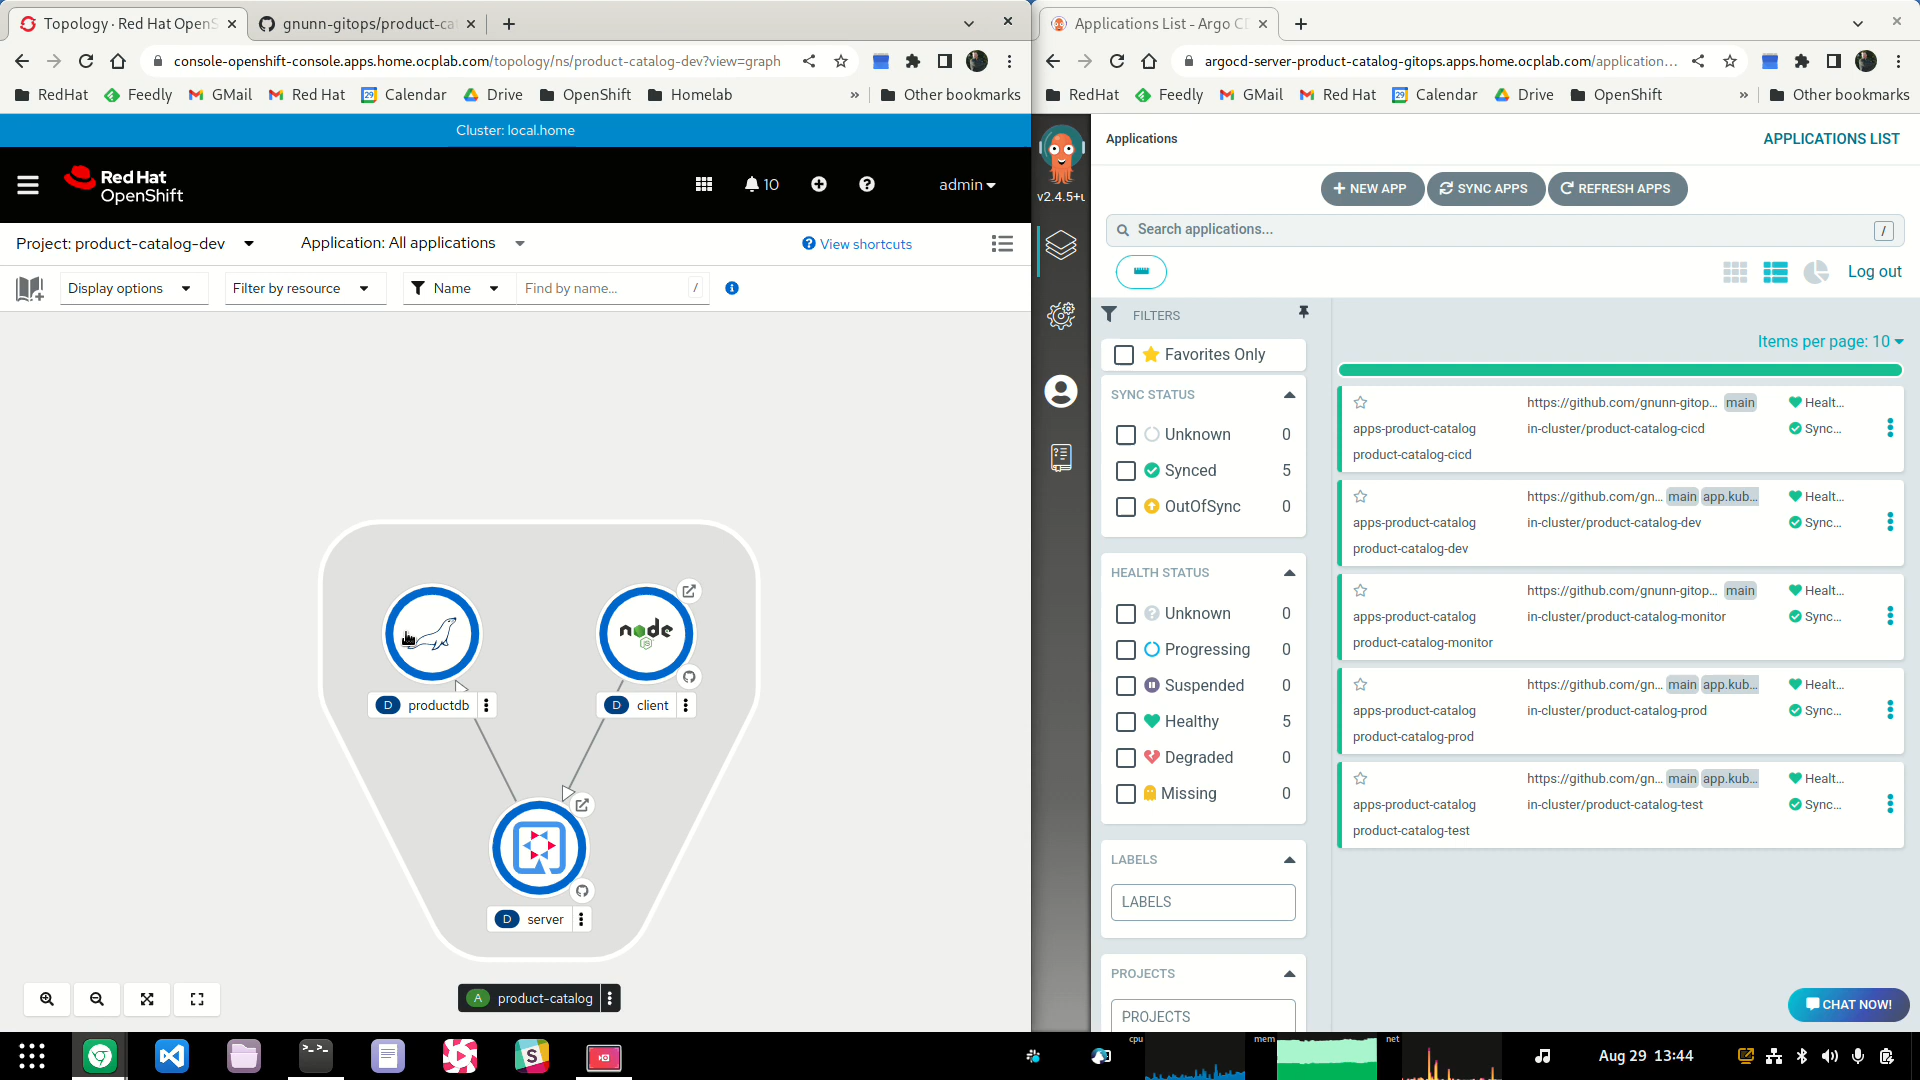 Topology · Red Hat OpenS
gnunn-gitops/product-ca
Applications List - Argo C
console-openshift-console.apps.home.ocplab.com/topology/ns/product-catalog-dev?view=graph
argocd-server-product-catalog-gitops.apps.home.ocplab.com/application...
RedHat
Feedly
GMail
Red Hat
Calendar
Drive
OpenShift
Homelab
»
Other bookmarks
RedHat
Feedly
GMail
Red Hat
Calendar
Drive
OpenShift
»
Other bookmarks
Cluster: local.home
Red Hat
OpenShift
10
admin
Project: product-catalog-dev
Application: All applications
View shortcuts
Display options
Filter by resource
Name
Find by name...
/
node
D productdb
D client
D server
A product-catalog
v2.4.5+u
Applications
APPLICATIONS LIST
+ NEW APP
SYNC APPS
REFRESH APPS
Search applications...
/
Log out
FILTERS
Favorites Only
SYNC STATUS
Unknown 0
Synced 5
OutOfSync 0
HEALTH STATUS
Unknown 0
Progressing 0
Suspended 0
Healthy 5
Degraded 0
Missing 0
LABELS
LABELS
PROJECTS
PROJECTS
Items per page: 10
https://github.com/gnunn-gitop... main Healt...
apps-product-catalog in-cluster/product-catalog-cicd Sync...
product-catalog-cicd
https://github.com/gn... main app.kub... Healt...
apps-product-catalog in-cluster/product-catalog-dev Sync...
product-catalog-dev
https://github.com/gnunn-gitop... main Healt...
apps-product-catalog in-cluster/product-catalog-monitor Sync...
product-catalog-monitor
https://github.com/gn... main app.kub... Healt...
apps-product-catalog in-cluster/product-catalog-prod Sync...
product-catalog-prod
https://github.com/gn... main app.kub... Healt...
apps-product-catalog in-cluster/product-catalog-test Sync...
product-catalog-test
CHAT NOW!
cpu
mem
net
Aug 29 13:44